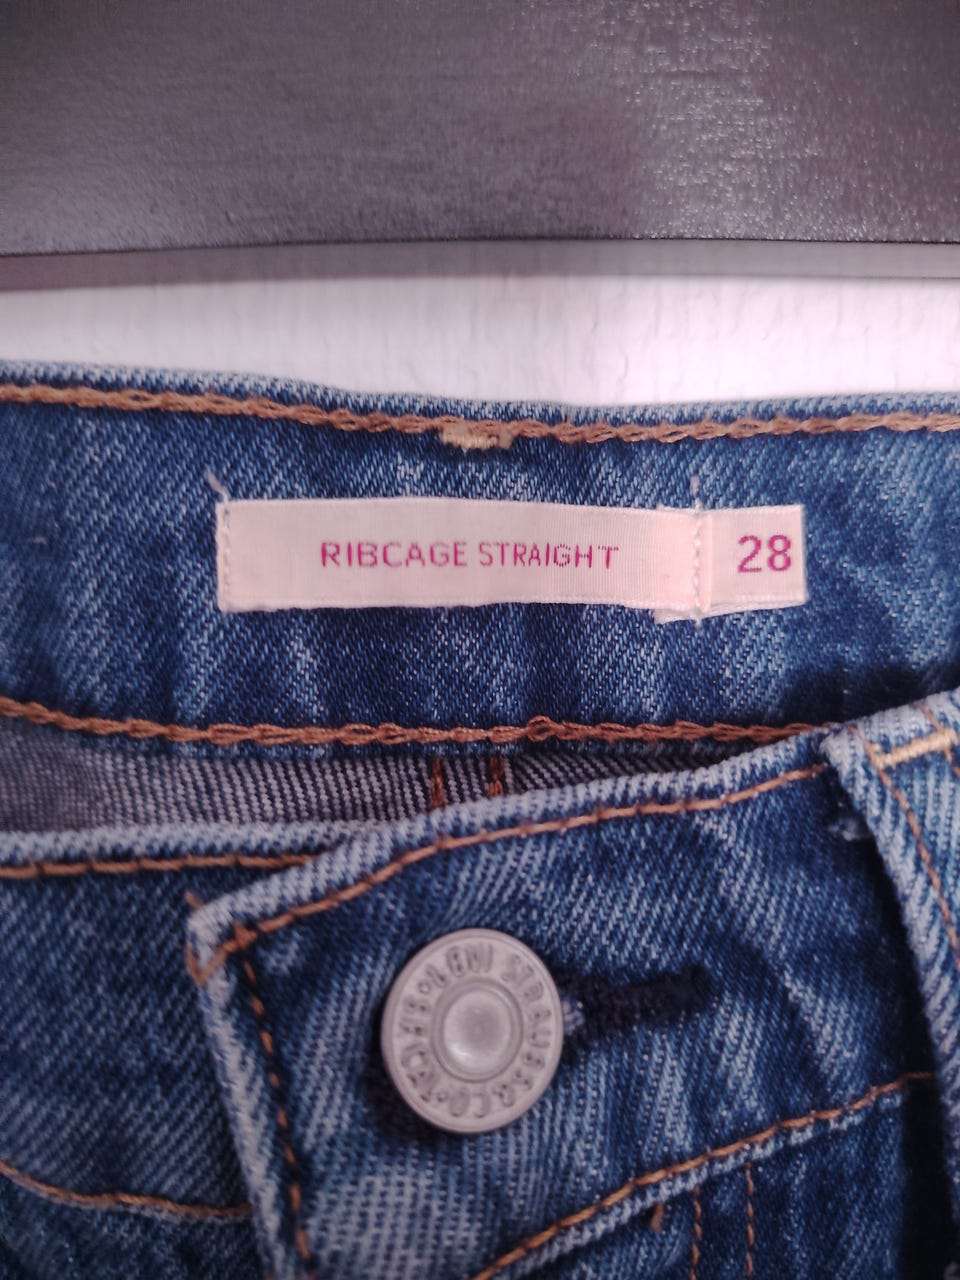 RIBCAGE STRAIGHT 28
LEVI STRAUSS & CO.